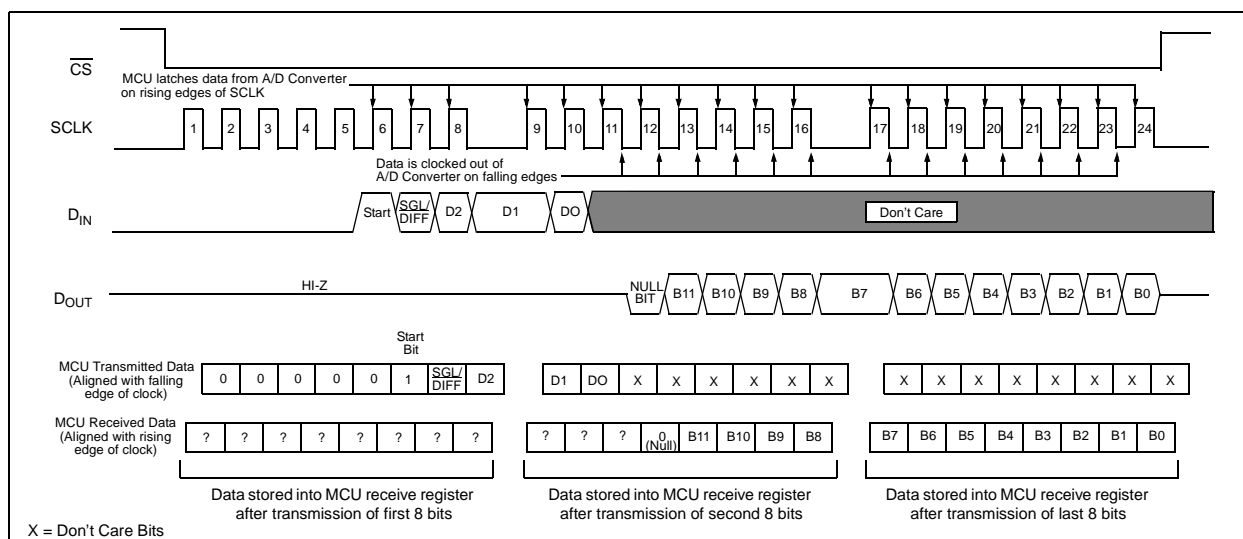 CS
MCU latches data from A/D Converter
on rising edges of SCLK
SCLK
1 2 3 4 5 6 7 8 9 10 11 12 13 14 15 16 17 18 19 20 21 22 23 24
Data is clocked out of
A/D Converter on falling edges
DIN
Start SGL/DIFF D2 D1 DO Don't Care
HI-Z
DOUT
NULL BIT B11 B10 B9 B8 B7 B6 B5 B4 B3 B2 B1 B0
Start
Bit
MCU Transmitted Data
(Aligned with falling
edge of clock)
0 0 0 0 0 1 SGL/DIFF D2 D1 DO X X X X X X X X X X X X X X
MCU Received Data
(Aligned with rising
edge of clock)
? ? ? ? ? ? ? ? ? ? ? 0 (Null) B11 B10 B9 B8 B7 B6 B5 B4 B3 B2 B1 B0
Data stored into MCU receive register
after transmission of first 8 bits
Data stored into MCU receive register
after transmission of second 8 bits
Data stored into MCU receive register
after transmission of last 8 bits
X = Don't Care Bits